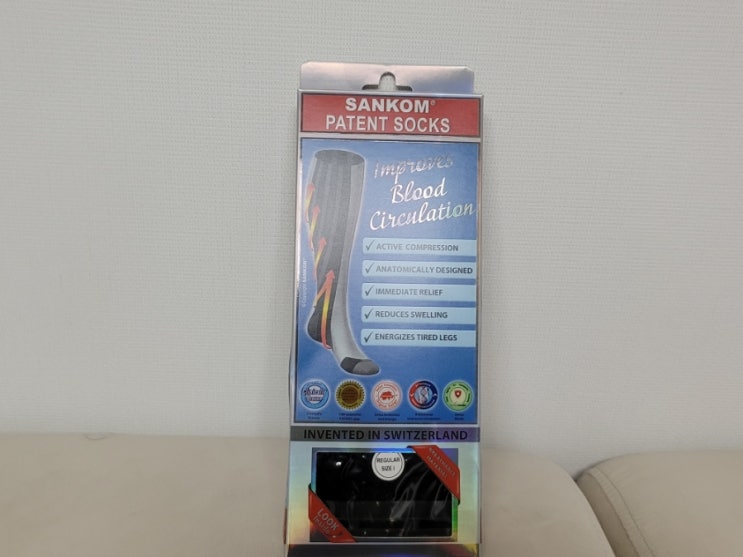 SANKOM®
PATENT SOCKS
improves
Blood
Circulation
✓ ACTIVE COMPRESSION
✓ ANATOMICALLY DESIGNED
✓ IMMEDIATE RELIEF
✓ REDUCES SWELLING
✓ ENERGIZES TIRED LEGS
INVENTED IN SWITZERLAND
REGULAR
SIZE I
LOOK